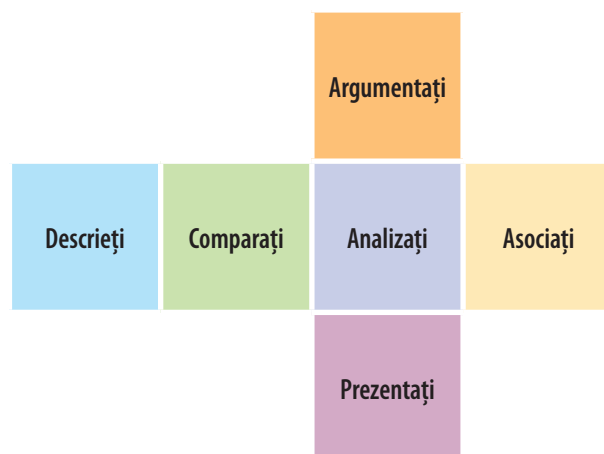 Argumentați
Descrieți
Comparați
Analizați
Asociați
Prezentați